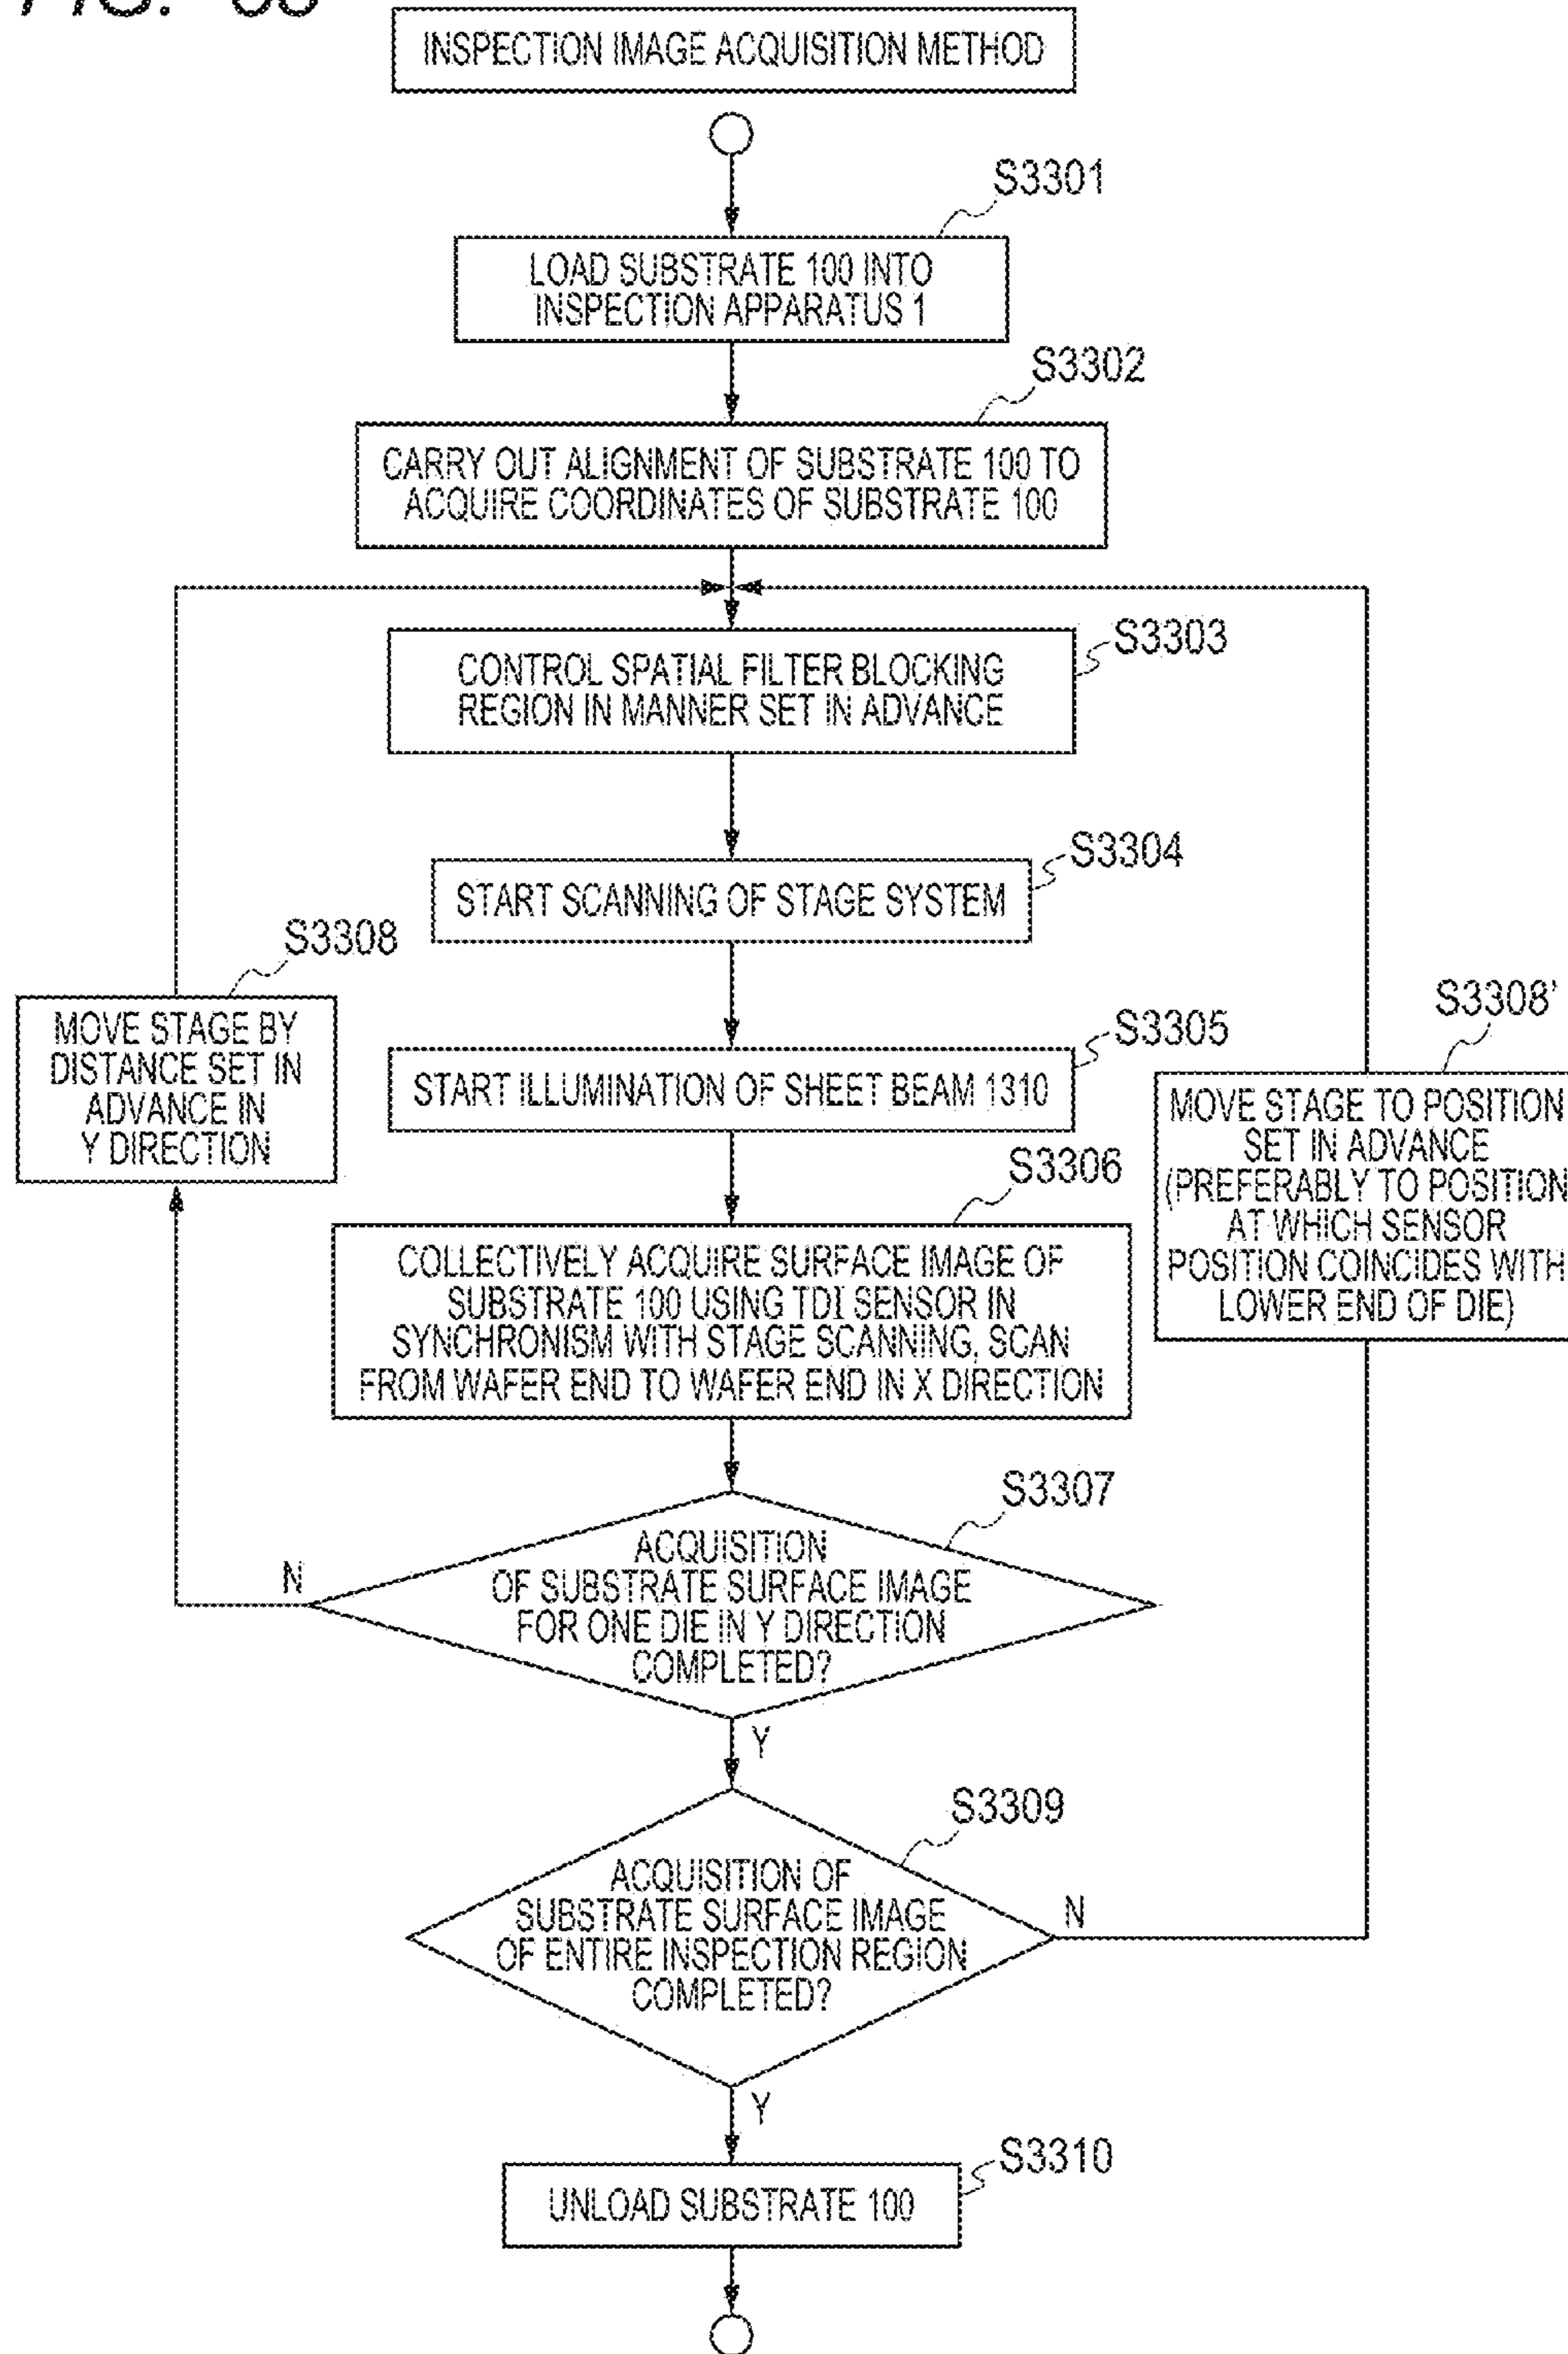 FIG.
INSPECTION IMAGE ACQUISITION METHOD
S3301
LOAD SUBSTRATE 100 INTO
INSPECTION APPARATUS 1
S3302
CARRY OUT ALIGNMENT OF SUBSTRATE 100 TO
ACQUIRE COORDINATES OF SUBSTRATE 100
S3303
CONTROL SPATIAL FILTER BLOCKING
REGION IN MANNER SET IN ADVANCE
S3304
START SCANNING OF STAGE SYSTEM
S3308
MOVE STAGE BY
DISTANCE SET IN
ADVANCE IN
Y DIRECTION
S3305
START ILLUMINATION OF SHEET BEAM 1310
S3308'
MOVE STAGE TO POSITION
SET IN ADVANCE
(PREFERABLY TO POSITION
AT WHICH SENSOR
POSITION COINCIDES WITH
LOWER END OF DIE)
S3306
COLLECTIVELY ACQUIRE SURFACE IMAGE OF
SUBSTRATE 100 USING TDI SENSOR IN
SYNCHRONISM WITH STAGE SCANNING, SCAN
FROM WAFER END TO WAFER END IN X DIRECTION
S3307
ACQUISITION
OF SUBSTRATE SURFACE IMAGE
FOR ONE DIE IN Y DIRECTION
COMPLETED?
N
Y
S3309
ACQUISITION OF
SUBSTRATE SURFACE IMAGE
OF ENTIRE INSPECTION REGION
COMPLETED?
N
Y
S3310
UNLOAD SUBSTRATE 100